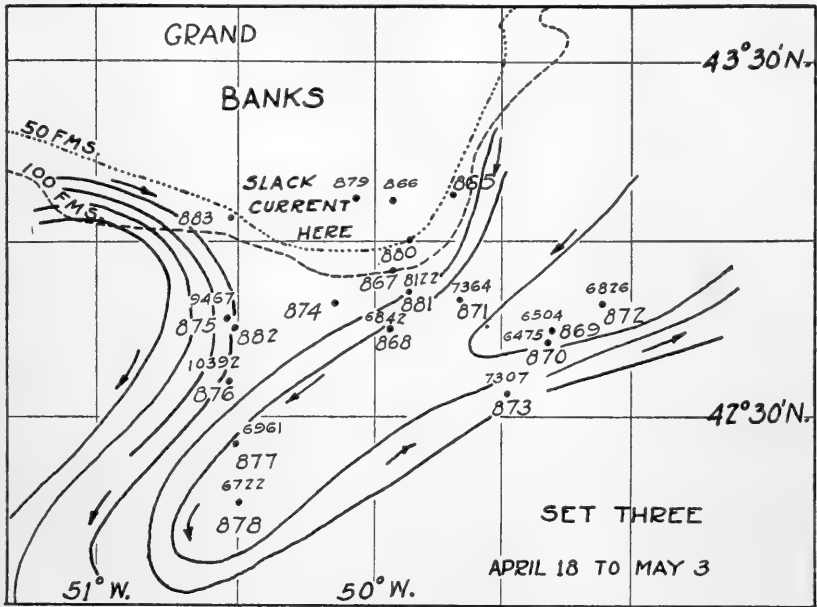 GRAND
BANKS
43°30'N.
50 FMS.
100 FMS.
SLACK
CURRENT
HERE
879
866
865
883
880
867
8122
881
9467
875
882
874
6842
868
7364
871
6826
872
6504
869
6475
870
10392
876
7307
873
42°30'N.
6961
877
6722
878
SET THREE
APRIL 18 TO MAY 3
51° W.
50° W.